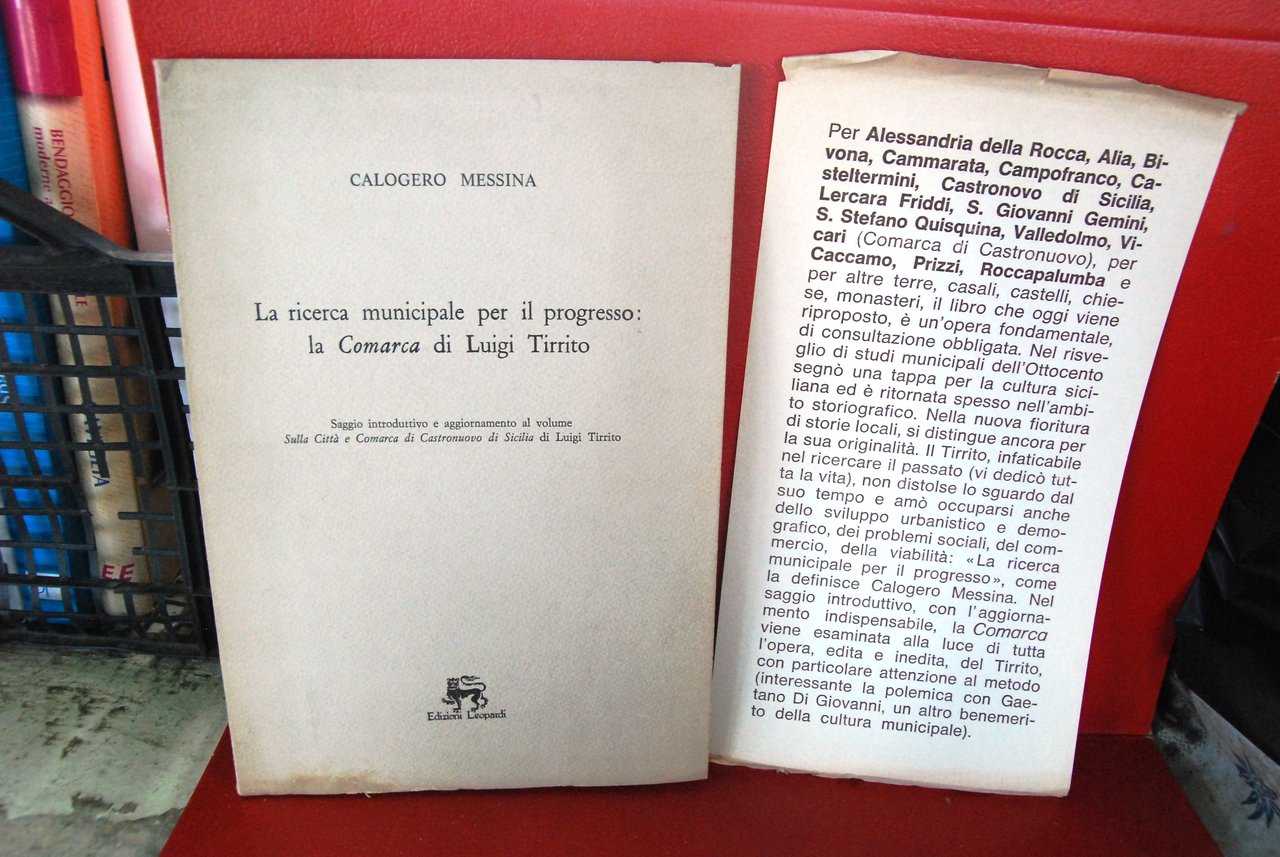 BENDAGGIO
moderne
CALOGERO MESSINA
La ricerca municipale per il progresso:
la Comarca di Luigi Tirrito
Saggio introduttivo e aggiornamento al volume
Sulla Città e Comarca di Castronuovo di Sicilia di Luigi Tirrito
Edizioni Leopardi
Per Alessandria della Rocca, Alia, Bi-
vona, Cammarata, Campofranco, Ca-
steltermini, Castronovo di Sicilia,
Lercara Friddi, S. Giovanni Gemini,
S. Stefano Quisquina, Valledolmo, Vi-
cari (Comarca di Castronuovo), per
Caccamo, Prizzi, Roccapalumba e
per altre terre, casali, castelli, chie-
se, monasteri, il libro che oggi viene
riproposto, è un'opera fondamentale,
di consultazione obbligata. Nel risve-
glio di studi municipali dell'Ottocento
segnò una tappa per la cultura sici-
liana ed è ritornata spesso nell'ambi-
to storiografico. Nella nuova fioritura
di storie locali, si distingue ancora per
la sua originalità. Il Tirrito, infaticabile
nel ricercare il passato (vi dedicò tut-
ta la vita), non distolse lo sguardo dal
suo tempo e amò occuparsi anche
dello sviluppo urbanistico e demo-
grafico, dei problemi sociali, del com-
mercio, della viabilità: «La ricerca
municipale per il progresso», come
la definisce Calogero Messina. Nel
saggio introduttivo, con l'aggiorna-
mento indispensabile, la Comarca
viene esaminata alla luce di tutta
l'opera, edita e inedita, del Tirrito,
con particolare attenzione al metodo
(interessante la polemica con Gae-
tano Di Giovanni, un altro benemeri-
to della cultura municipale).